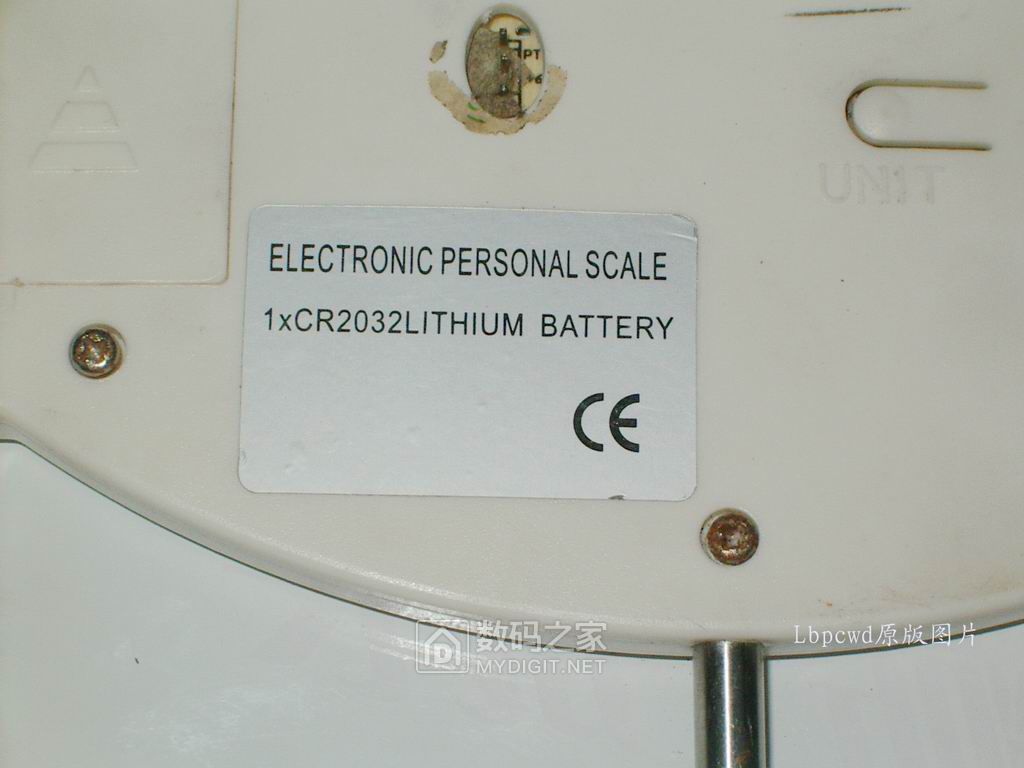 PT
UNIT
ELECTRONIC PERSONAL SCALE
1xCR2032LITHIUM BATTERY
CE
Lbpcwd原版图片
数码之家
MYDIGIT.NET